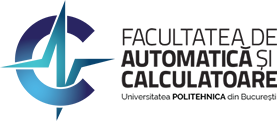 FACULTATEA DE
AUTOMATICĂ ȘI
CALCULATOARE
Universitatea POLITEHNICA din București